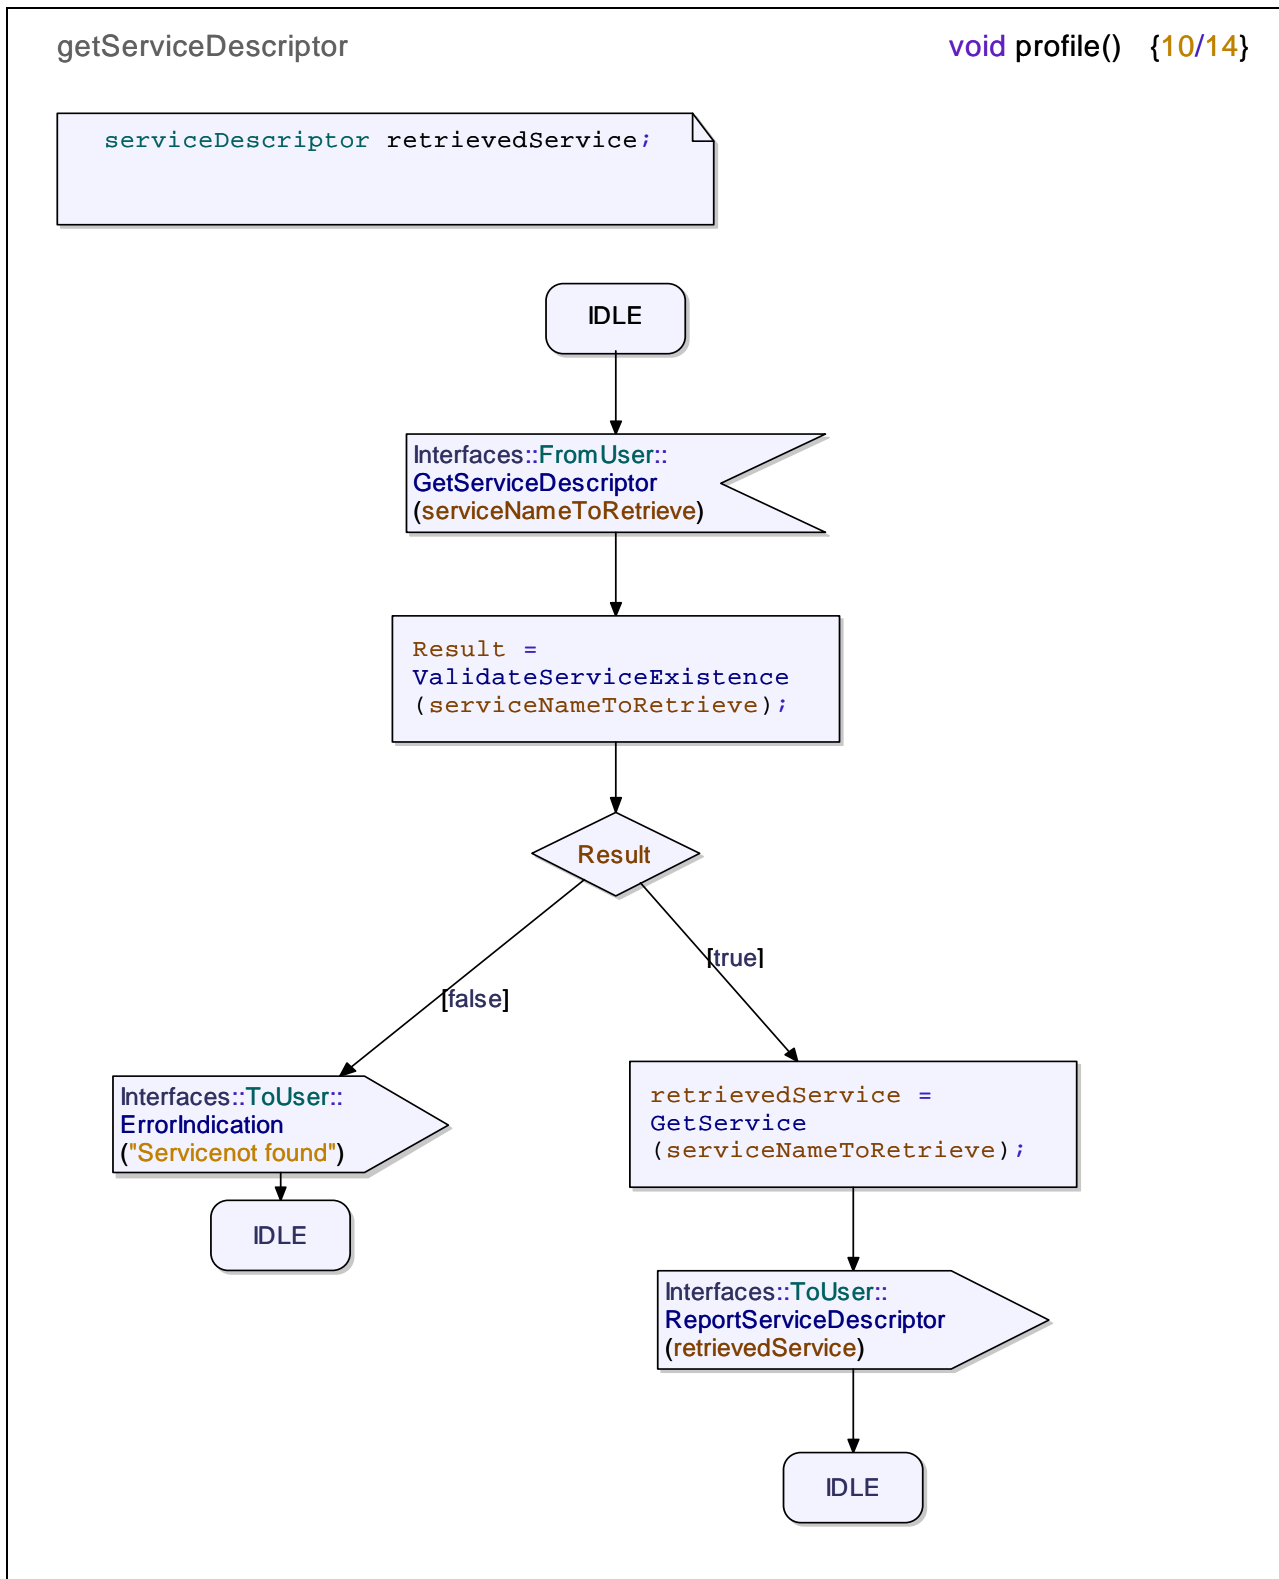 getServiceDescriptor
void profile() {10/14}
serviceDescriptor retrievedService;
IDLE
Interfaces::FromUser::
GetServiceDescriptor
(serviceNameToRetrieve)
Result =
ValidateServiceExistence
(serviceNameToRetrieve);
Result
[true]
[false]
Interfaces::ToUser::
ErrorIndication
("Servicenot found")
IDLE
retrievedService =
GetService
(serviceNameToRetrieve);
Interfaces::ToUser::
ReportServiceDescriptor
(retrievedService)
IDLE